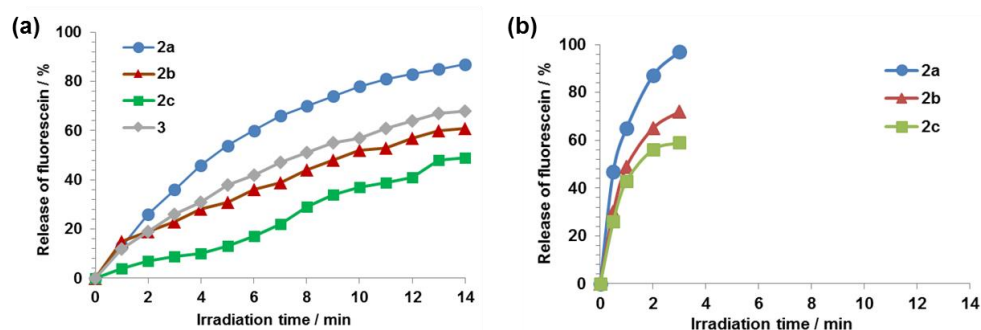 (a)
Release of fluorescein / %
100
80
60
40
20
0
2a
2b
2c
3
0 2 4 6 8 10 12 14
Irradiation time / min
(b)
Release of fluorescein / %
100
80
60
40
20
0
2a
2b
2c
0 2 4 6 8 10 12 14
Irradiation time / min